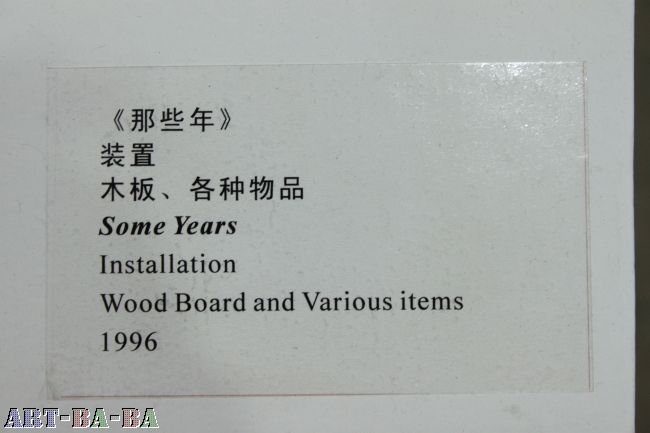 《那些年》
装置
木板、各种物品
Some Years
Installation
Wood Board and Various items
1996
ART-BA-BA